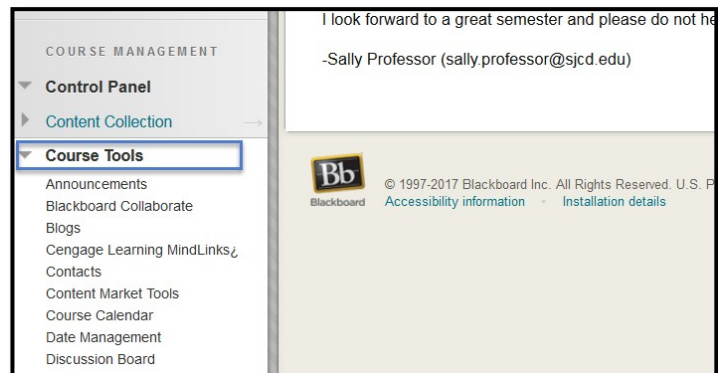 COURSE MANAGEMENT
Control Panel
Content Collection
Course Tools
Announcements
Blackboard Collaborate
Blogs
Cengage Learning MindLinks¿
Contacts
Content Market Tools
Course Calendar
Date Management
Discussion Board
I look forward to a great semester and please do not he
-Sally Professor (sally.professor@sjcd.edu)
Bb
Blackboard
© 1997-2017 Blackboard Inc. All Rights Reserved. U.S. P
Accessibility information · Installation details